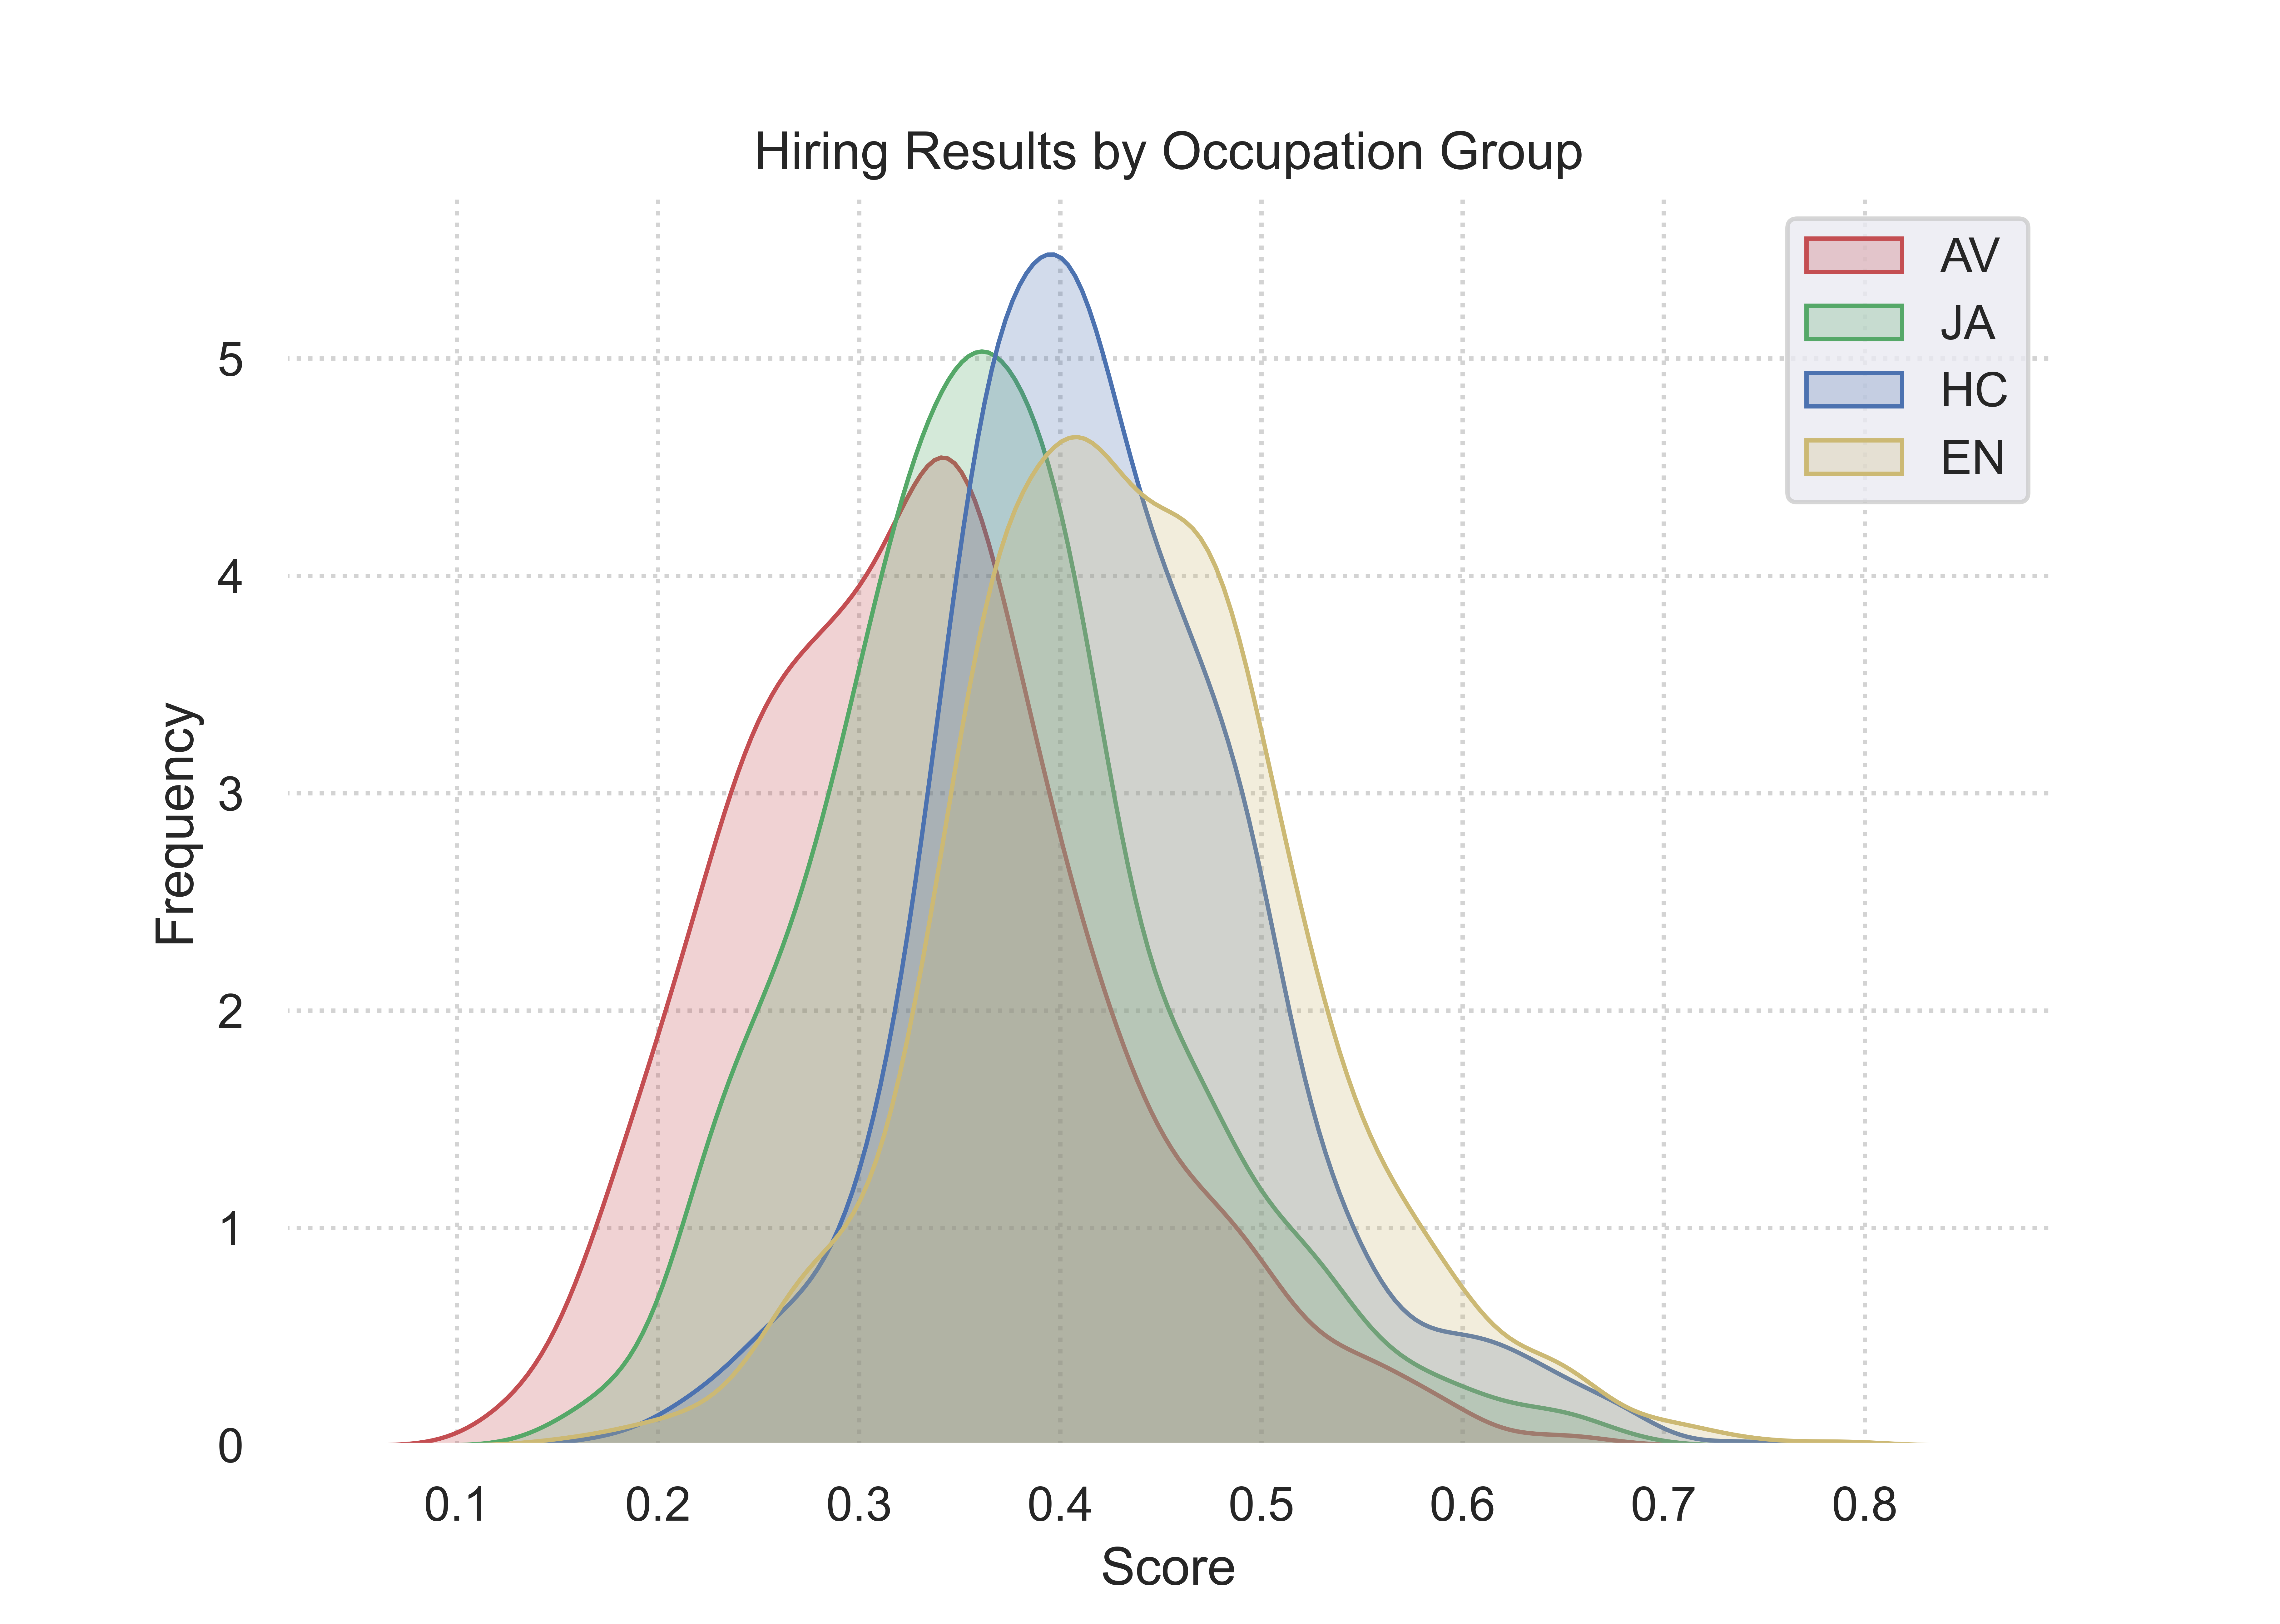 Hiring Results by Occupation Group
AV
JA
HC
EN
Frequency
5
4
3
2
1
0
0.1 0.2 0.3 0.4 0.5 0.6 0.7 0.8
Score